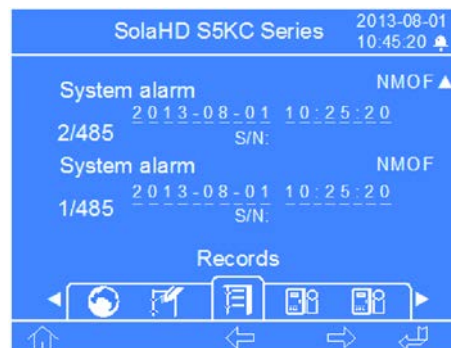 SolaHD S5KC Series
2013-08-01
10:45:20
System alarm NMOF
2013-08-01 10:25:20
2/485 S/N:
System alarm NMOF
2013-08-01 10:25:20
1/485 S/N:
Records